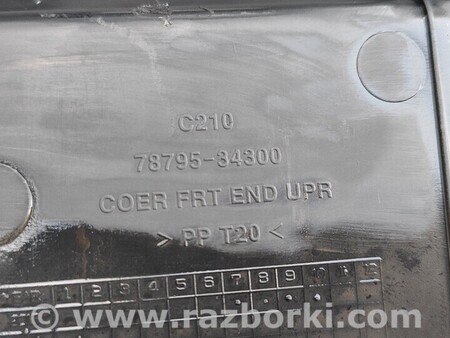 C210
78795-34300
COER FRT END UPR
> PP T20 <
1 2 3 4 5 6 7 8 9 10 11 12
www.razborki.com